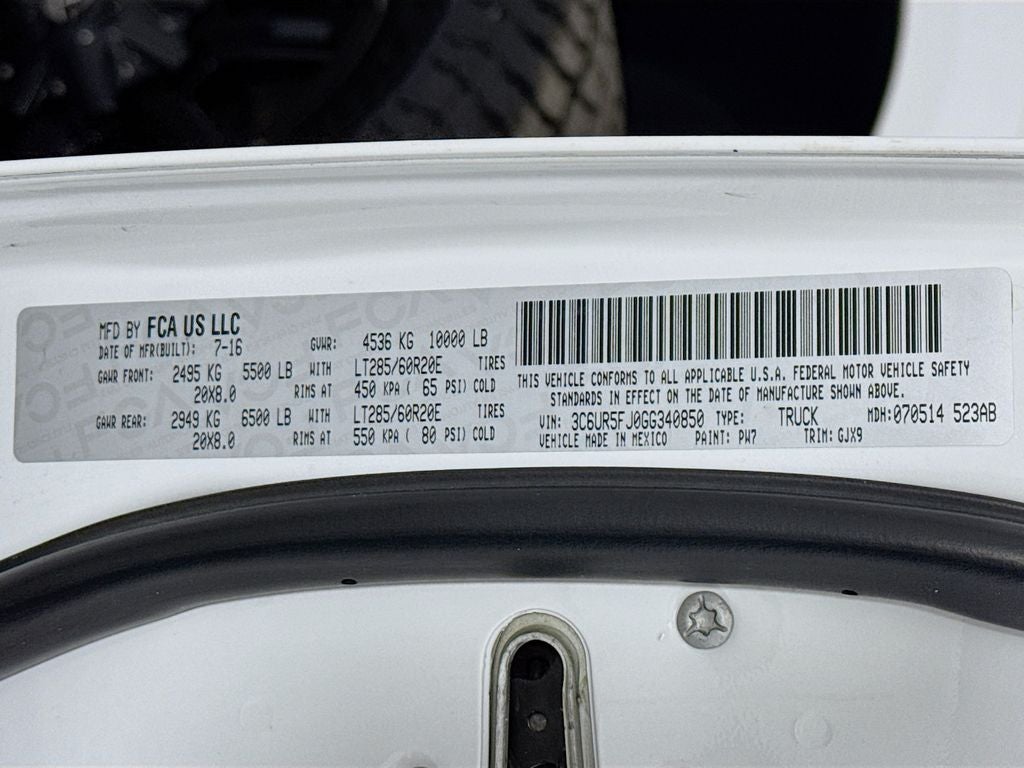 MFD BY FCA US LLC
DATE OF MFR(BUILT): 7-16 GVWR: 4536 KG 10000 LB
GAWR FRONT: 2495 KG 5500 LB WITH LT285/60R20E TIRES
20X8.0 RIMS AT 450 KPA ( 65 PSI) COLD
GAWR REAR: 2949 KG 6500 LB WITH LT285/60R20E TIRES
20X8.0 RIMS AT 550 KPA ( 80 PSI) COLD
THIS VEHICLE CONFORMS TO ALL APPLICABLE U.S.A. FEDERAL MOTOR VEHICLE SAFETY
STANDARDS IN EFFECT ON THE DATE OF MANUFACTURE SHOWN ABOVE.
VIN: 3C6UR5FJ0GG340850 TYPE: TRUCK MDH: 070514 523AB
VEHICLE MADE IN MEXICO PAINT: PW7 TRIM: GJX9